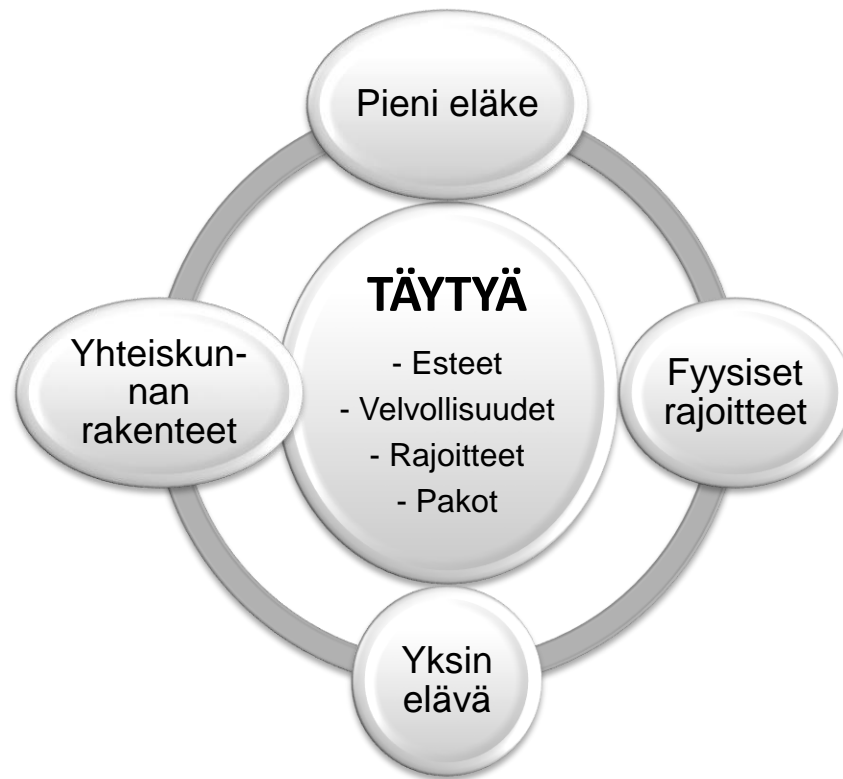 Pieni eläke
TÄYTYÄ
- Esteet
- Velvollisuudet
- Rajoitteet
- Pakot
Yhteiskun-
nan
rakenteet
Fyysiset
rajoitteet
Yksin
elävä